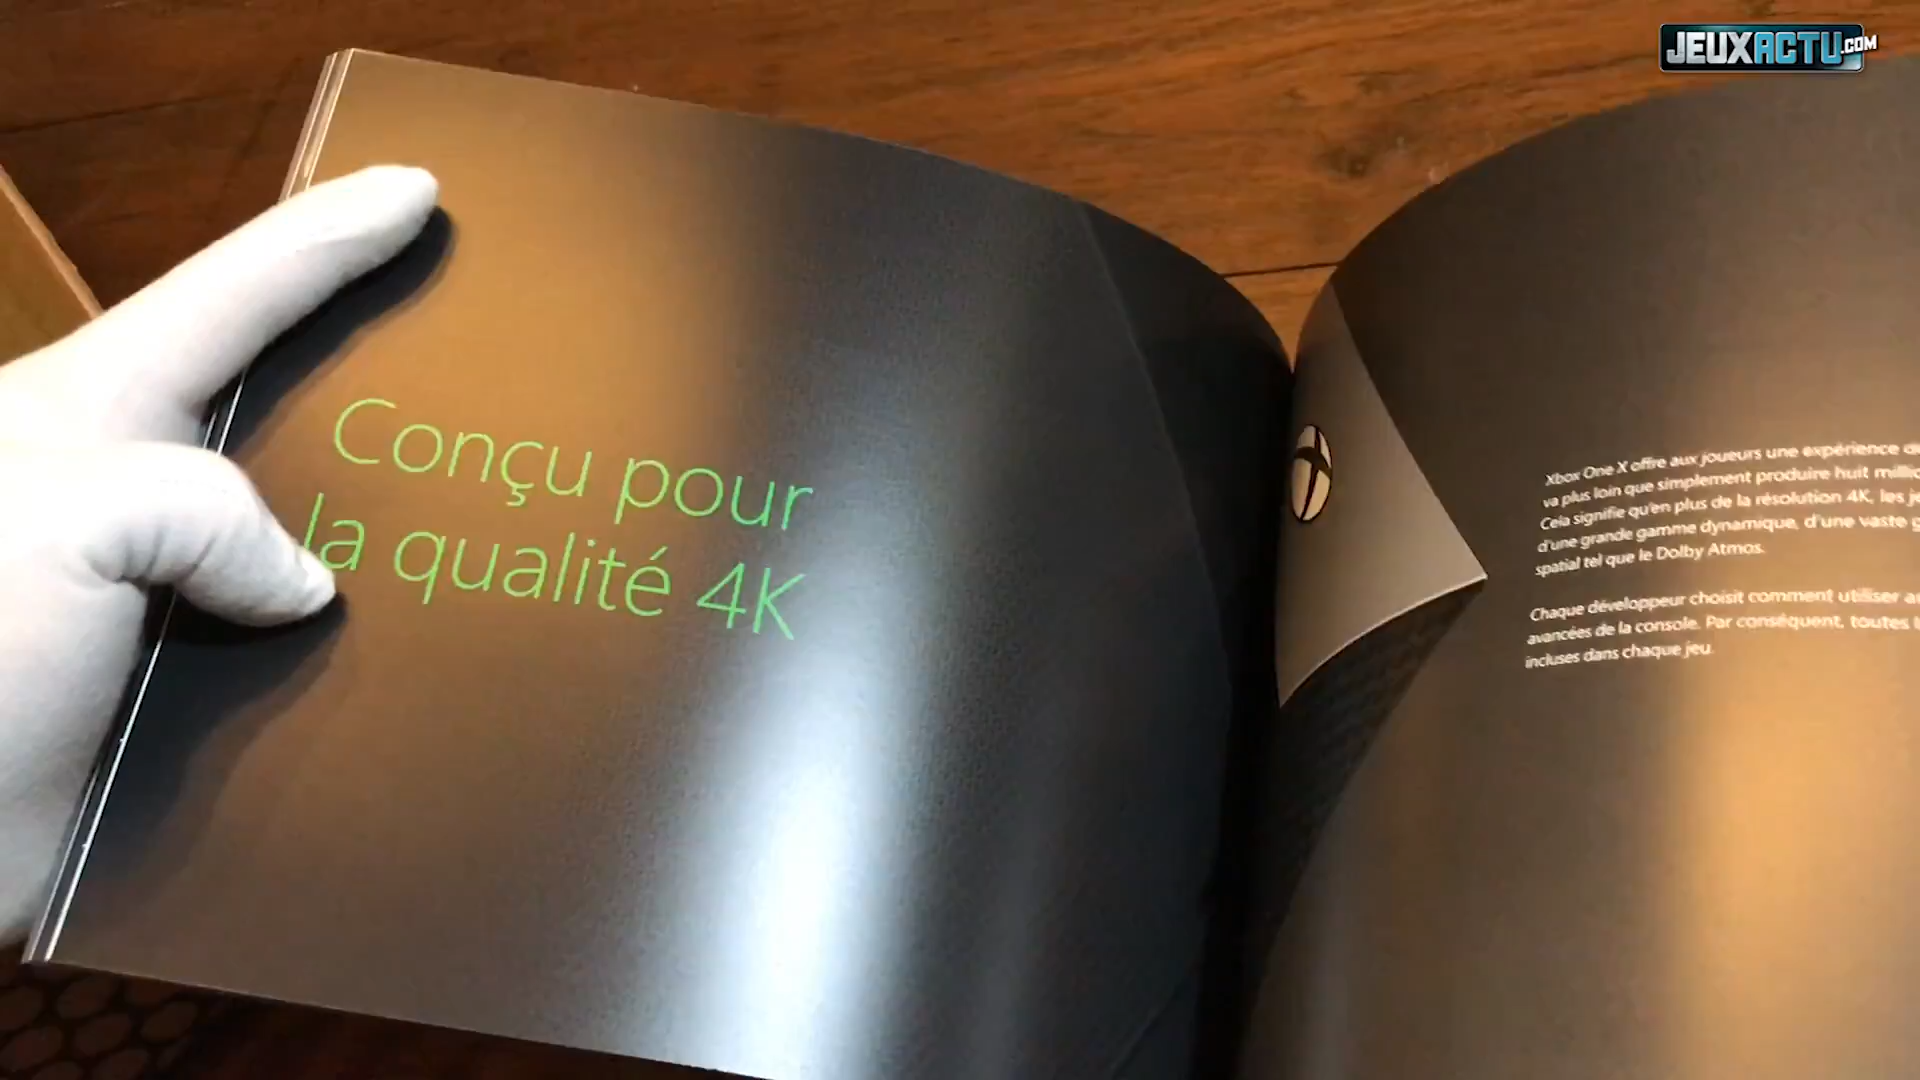 JEUXACTU.COM
Conçu pour
la qualité 4K
Xbox One X offre aux joueurs une expérience
va plus loin que simplement produire huit
Cela signifie qu'en plus de la résolution 4K, les
d'une grande gamme dynamique, d'une vaste
spatial tel que le Dolby Atmos.
Chaque développeur choisit comment utiliser
avancées de la console. Par conséquent, toutes
incluses dans chaque jeu.